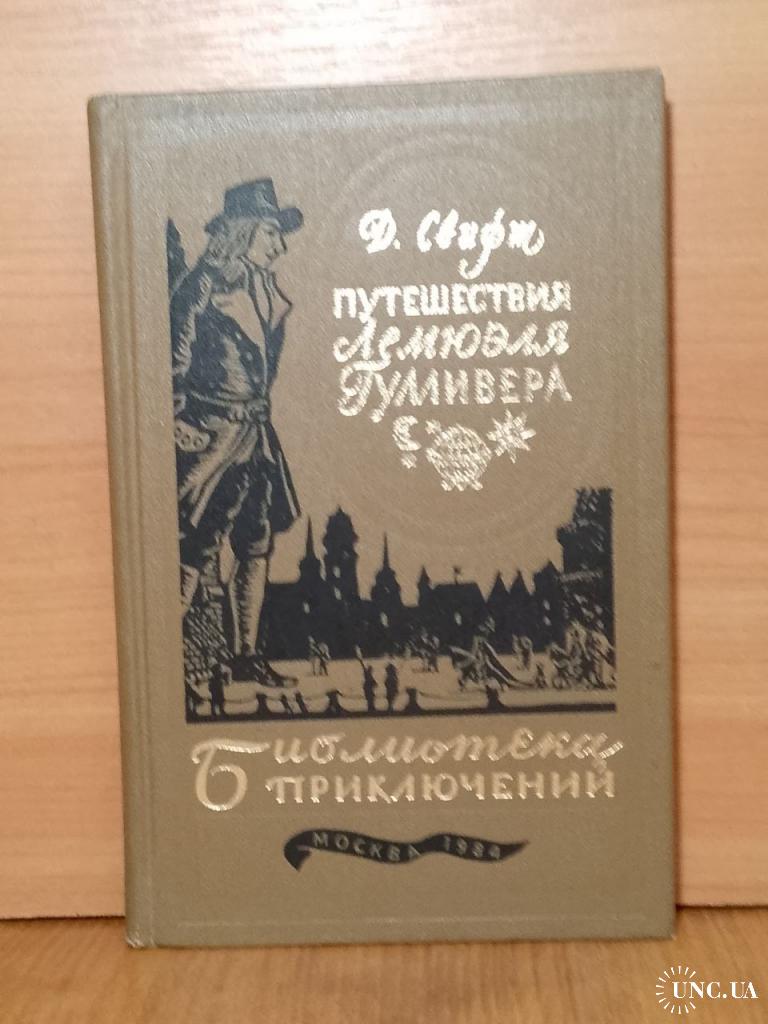 Д. Свифт
ПУТЕШЕСТВИЯ
Лемюэля
ГУЛЛИВЕРА
Библиотека
ПРИКЛЮЧЕНИЙ
МОСКВА 1984
UNC.UA